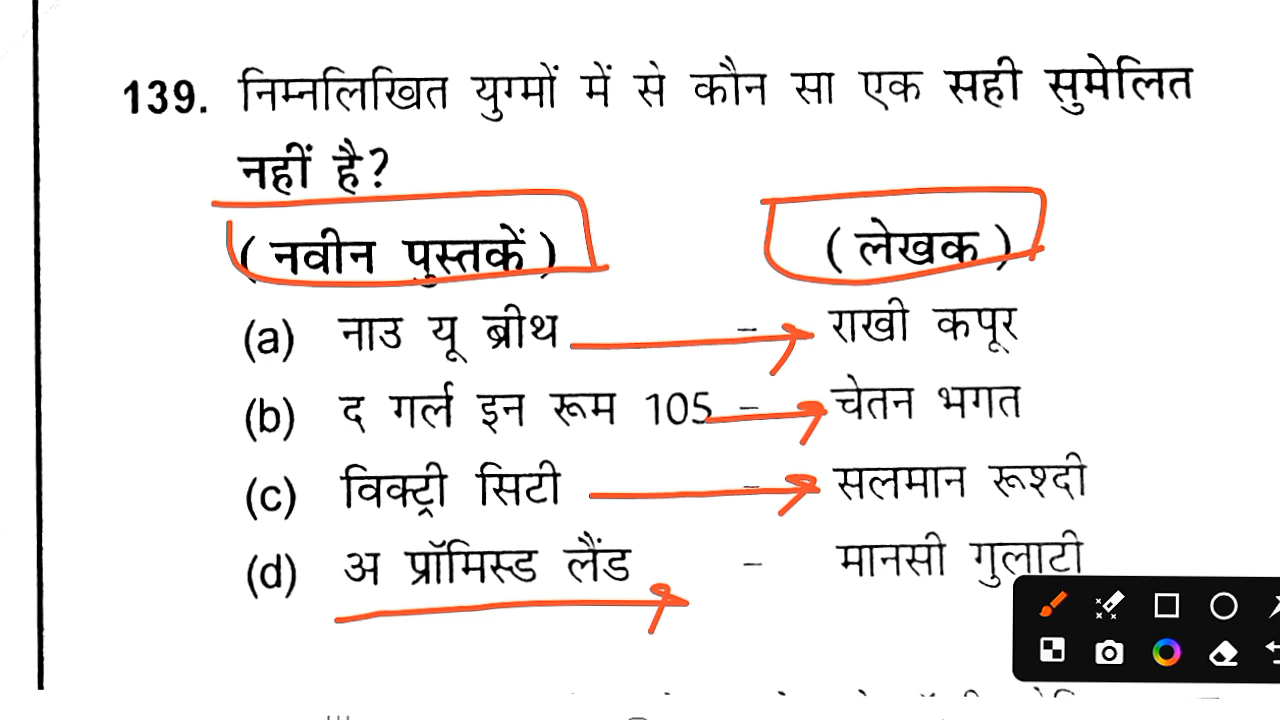 139. निम्नलिखित युग्मों में से कौन सा एक सही सुमेलित
नहीं है?
(नवीन पुस्तकें) (लेखक)
(a) नाउ यू ब्रीथ – राखी कपूर
(b) द गर्ल इन रूम 105 – चेतन भगत
(c) विक्ट्री सिटी – सलमान रूश्दी
(d) अ प्रॉमिस्ड लैंड – मानसी गुलाटी